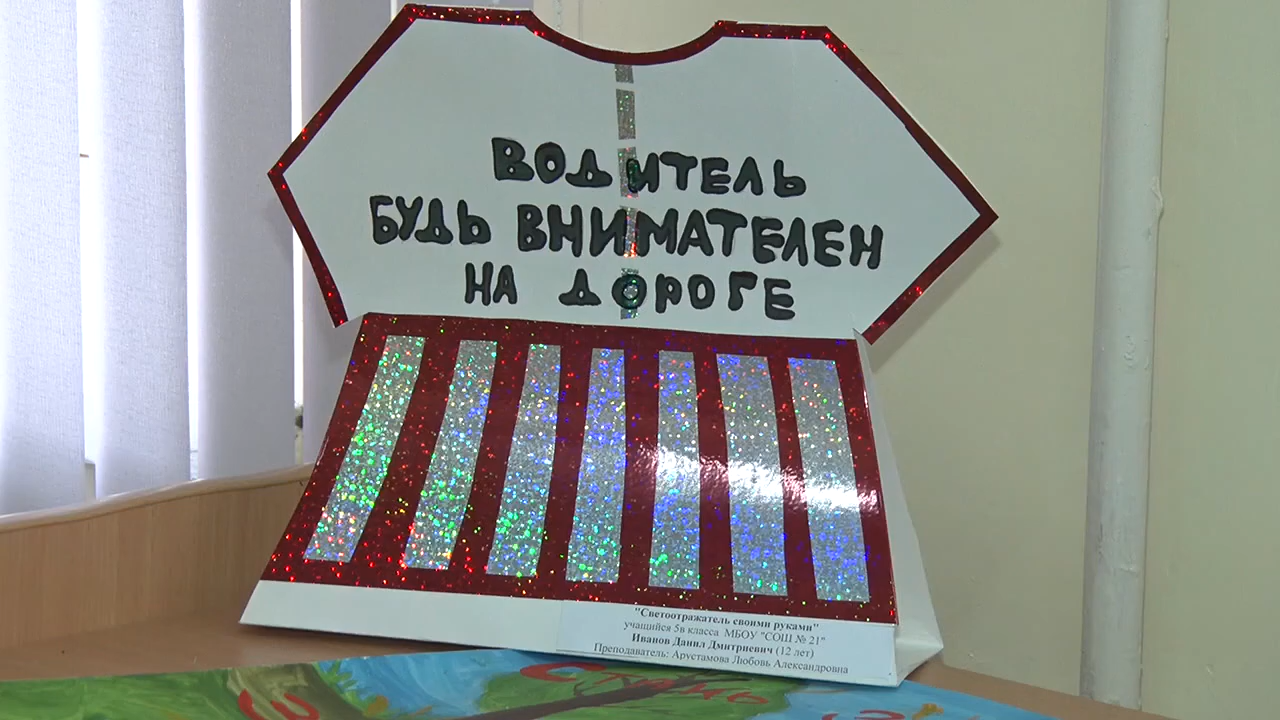 ВОДИТЕЛЬ
БУДЬ ВНИМАТЕЛЕН
НА ДОРОГЕ
"Светоотражатель своими руками"
учащийся 5в класса МБОУ "СОШ № 21"
Иванов Данил Дмитриевич (12 лет)
Преподаватель: Арустамова Любовь Александровна